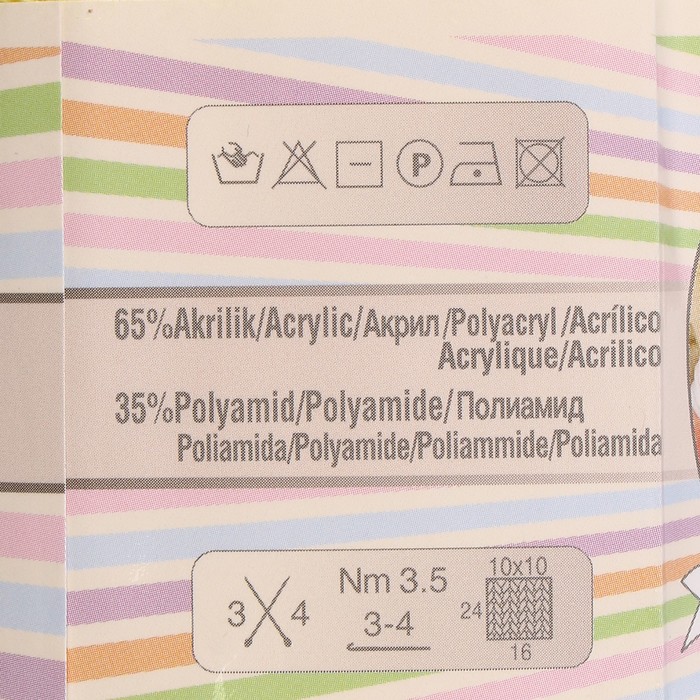 P
65%Akrilik/Acrylic/Акрил/Polyacryl/Acrílico
Acrylique/Acrilico
35%Polyamid/Polyamide/Полиамид
Poliamida/Polyamide/Poliammide/Poliamida
3 4 Nm 3.5 10x10
3-4 24
16